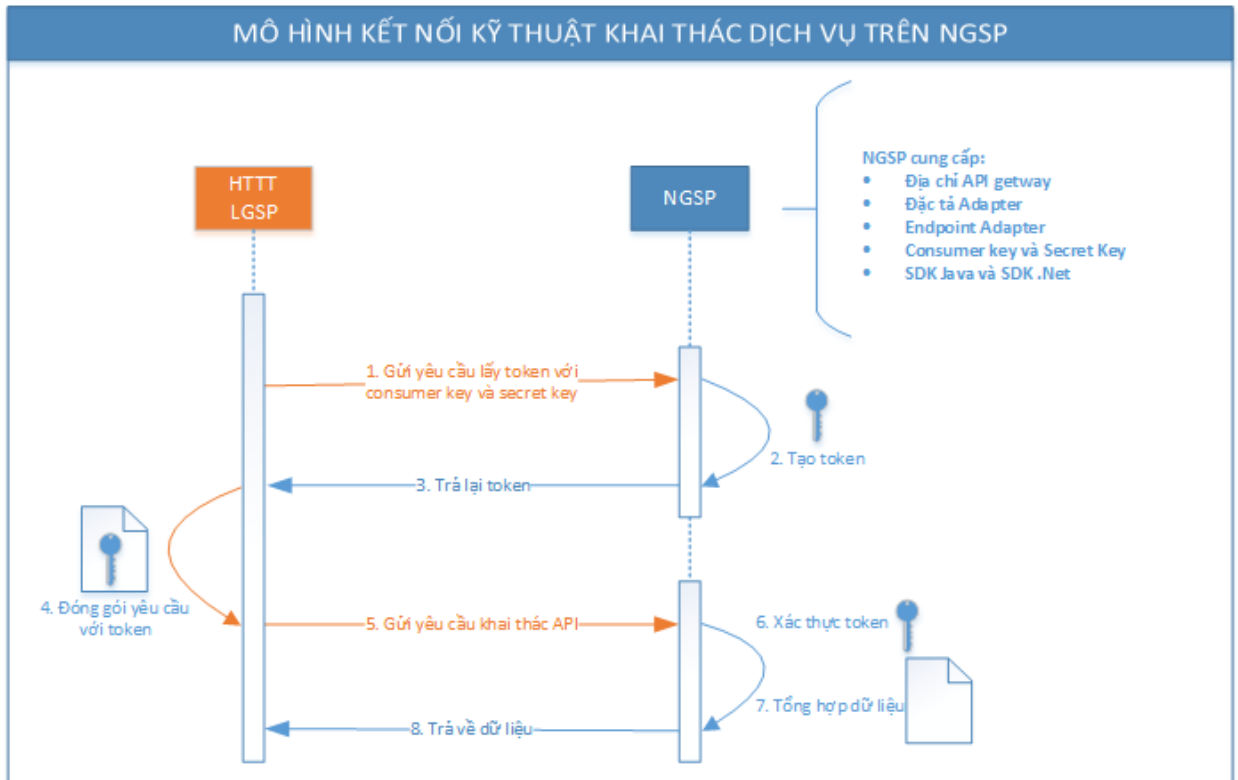 MÔ HÌNH KẾT NỐI KỸ THUẬT KHAI THÁC DỊCH VỤ TRÊN NGSP
HTTT
LGSP
NGSP
NGSP cung cấp:
• Địa chỉ API getway
• Đặc tả Adapter
• Endpoint Adapter
• Consumer key và Secret Key
• SDK Java và SDK .Net
1. Gửi yêu cầu lấy token với
consumer key và secret key
2. Tạo token
3. Trả lại token
4. Đóng gói yêu cầu
với token
5. Gửi yêu cầu khai thác API
6. Xác thực token
7. Tổng hợp dữ liệu
8. Trả về dữ liệu